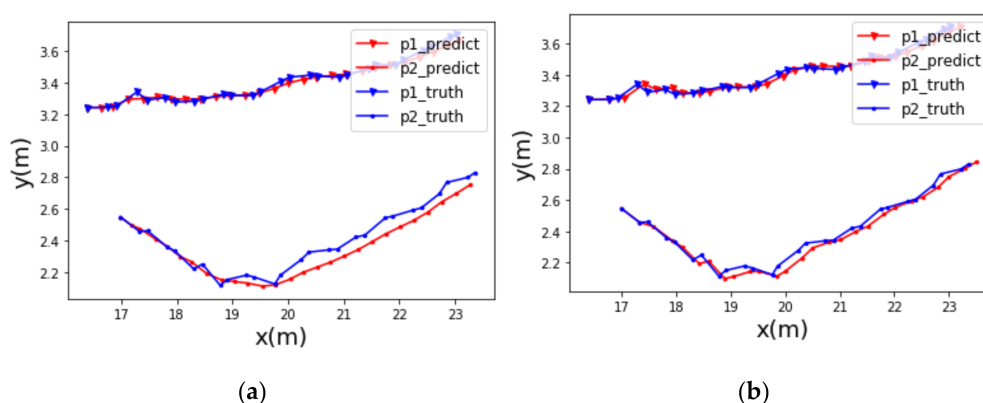 3.6
3.4
3.2
3.0
2.8
2.6
2.4
2.2
y(m)
17 18 19 20 21 22 23
x(m)
p1_predict
p2_predict
p1_truth
p2_truth
(a)
3.6
3.4
3.2
3.0
2.8
2.6
2.4
2.2
y(m)
17 18 19 20 21 22 23
x(m)
p1_predict
p2_predict
p1_truth
p2_truth
(b)